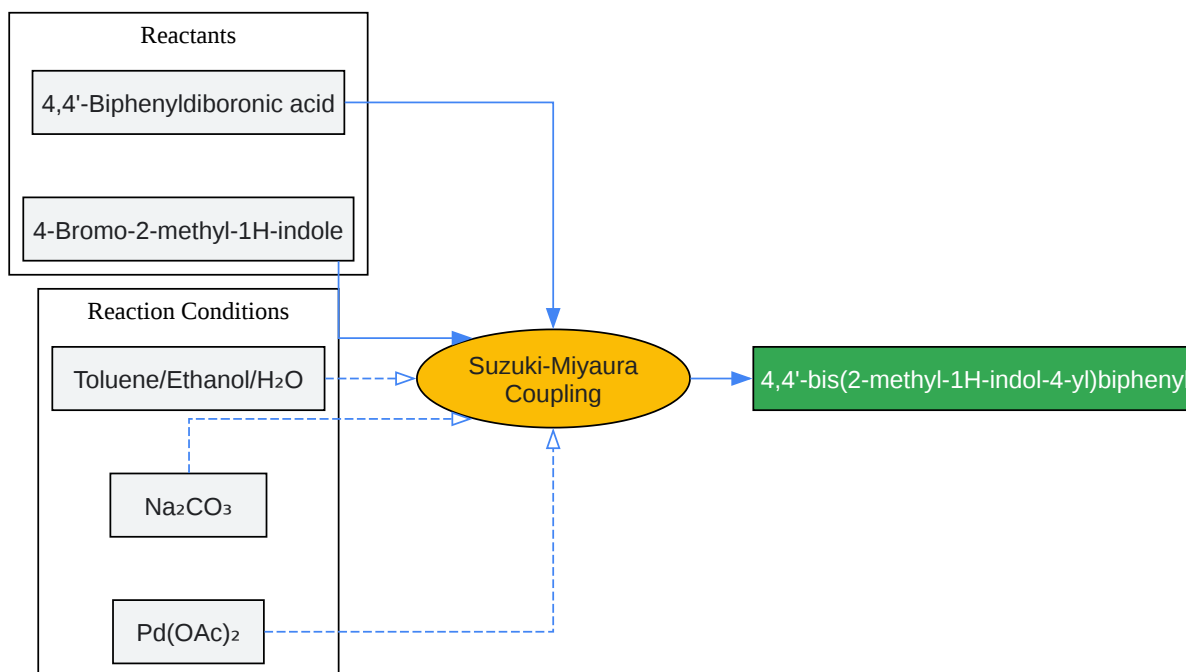 Reactants
4,4'-Biphenyldiboronic acid
4-Bromo-2-methyl-1H-indole
Reaction Conditions
Toluene/Ethanol/H₂O
Na₂CO₃
Pd(OAc)₂
Suzuki-Miyaura
Coupling
4,4'-bis(2-methyl-1H-indol-4-yl)biphenyl